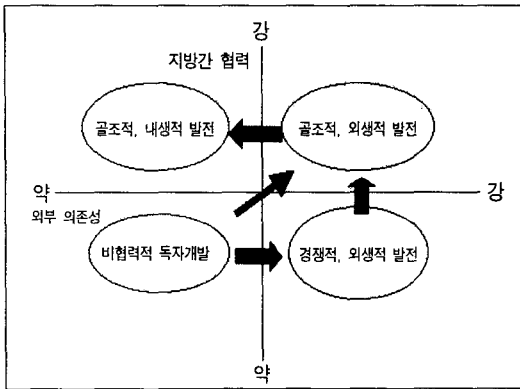 강
지방간 협력
골조적, 내생적 발전
골조적, 외생적 발전
약
강
외부 의존성
비협력적 독자개발
경쟁적, 외생적 발전
약